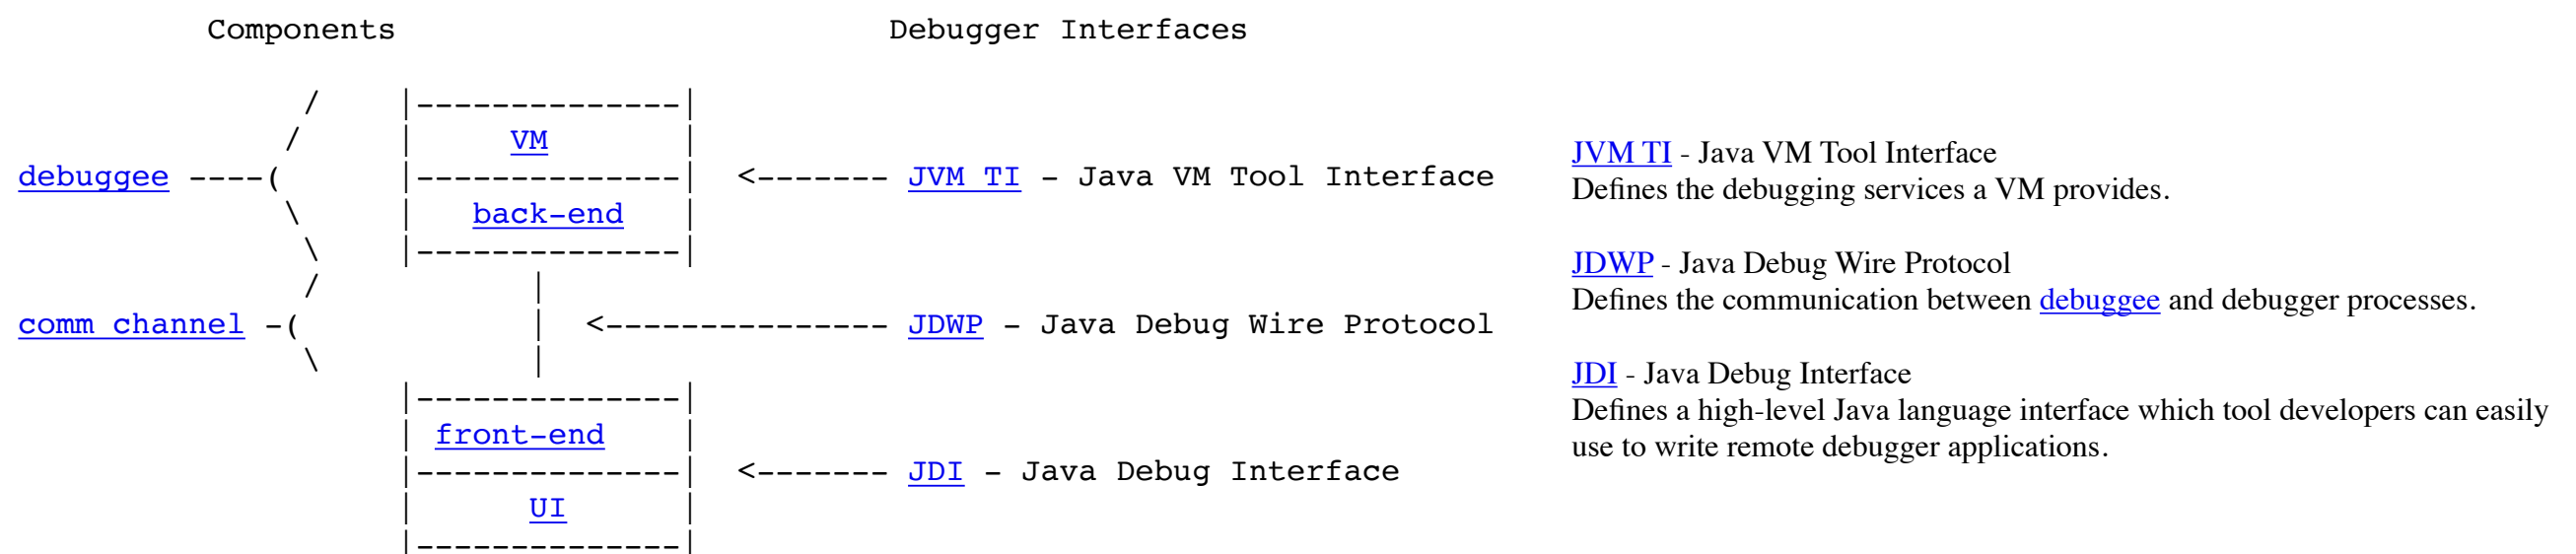 Components Debugger Interfaces
/ |--------------|
/ | VM |
debuggee ----( |--------------| <------- JVM TI - Java VM Tool Interface
\ | back-end |
\ |--------------|
/ |
comm channel -( | <--------------- JDWP - Java Debug Wire Protocol
\ |
|--------------|
| front-end |
|--------------| <------- JDI - Java Debug Interface
| UI |
|--------------|
JVM TI - Java VM Tool Interface
Defines the debugging services a VM provides.
JDWP - Java Debug Wire Protocol
Defines the communication between debuggee and debugger processes.
JDI - Java Debug Interface
Defines a high-level Java language interface which tool developers can easily
use to write remote debugger applications.